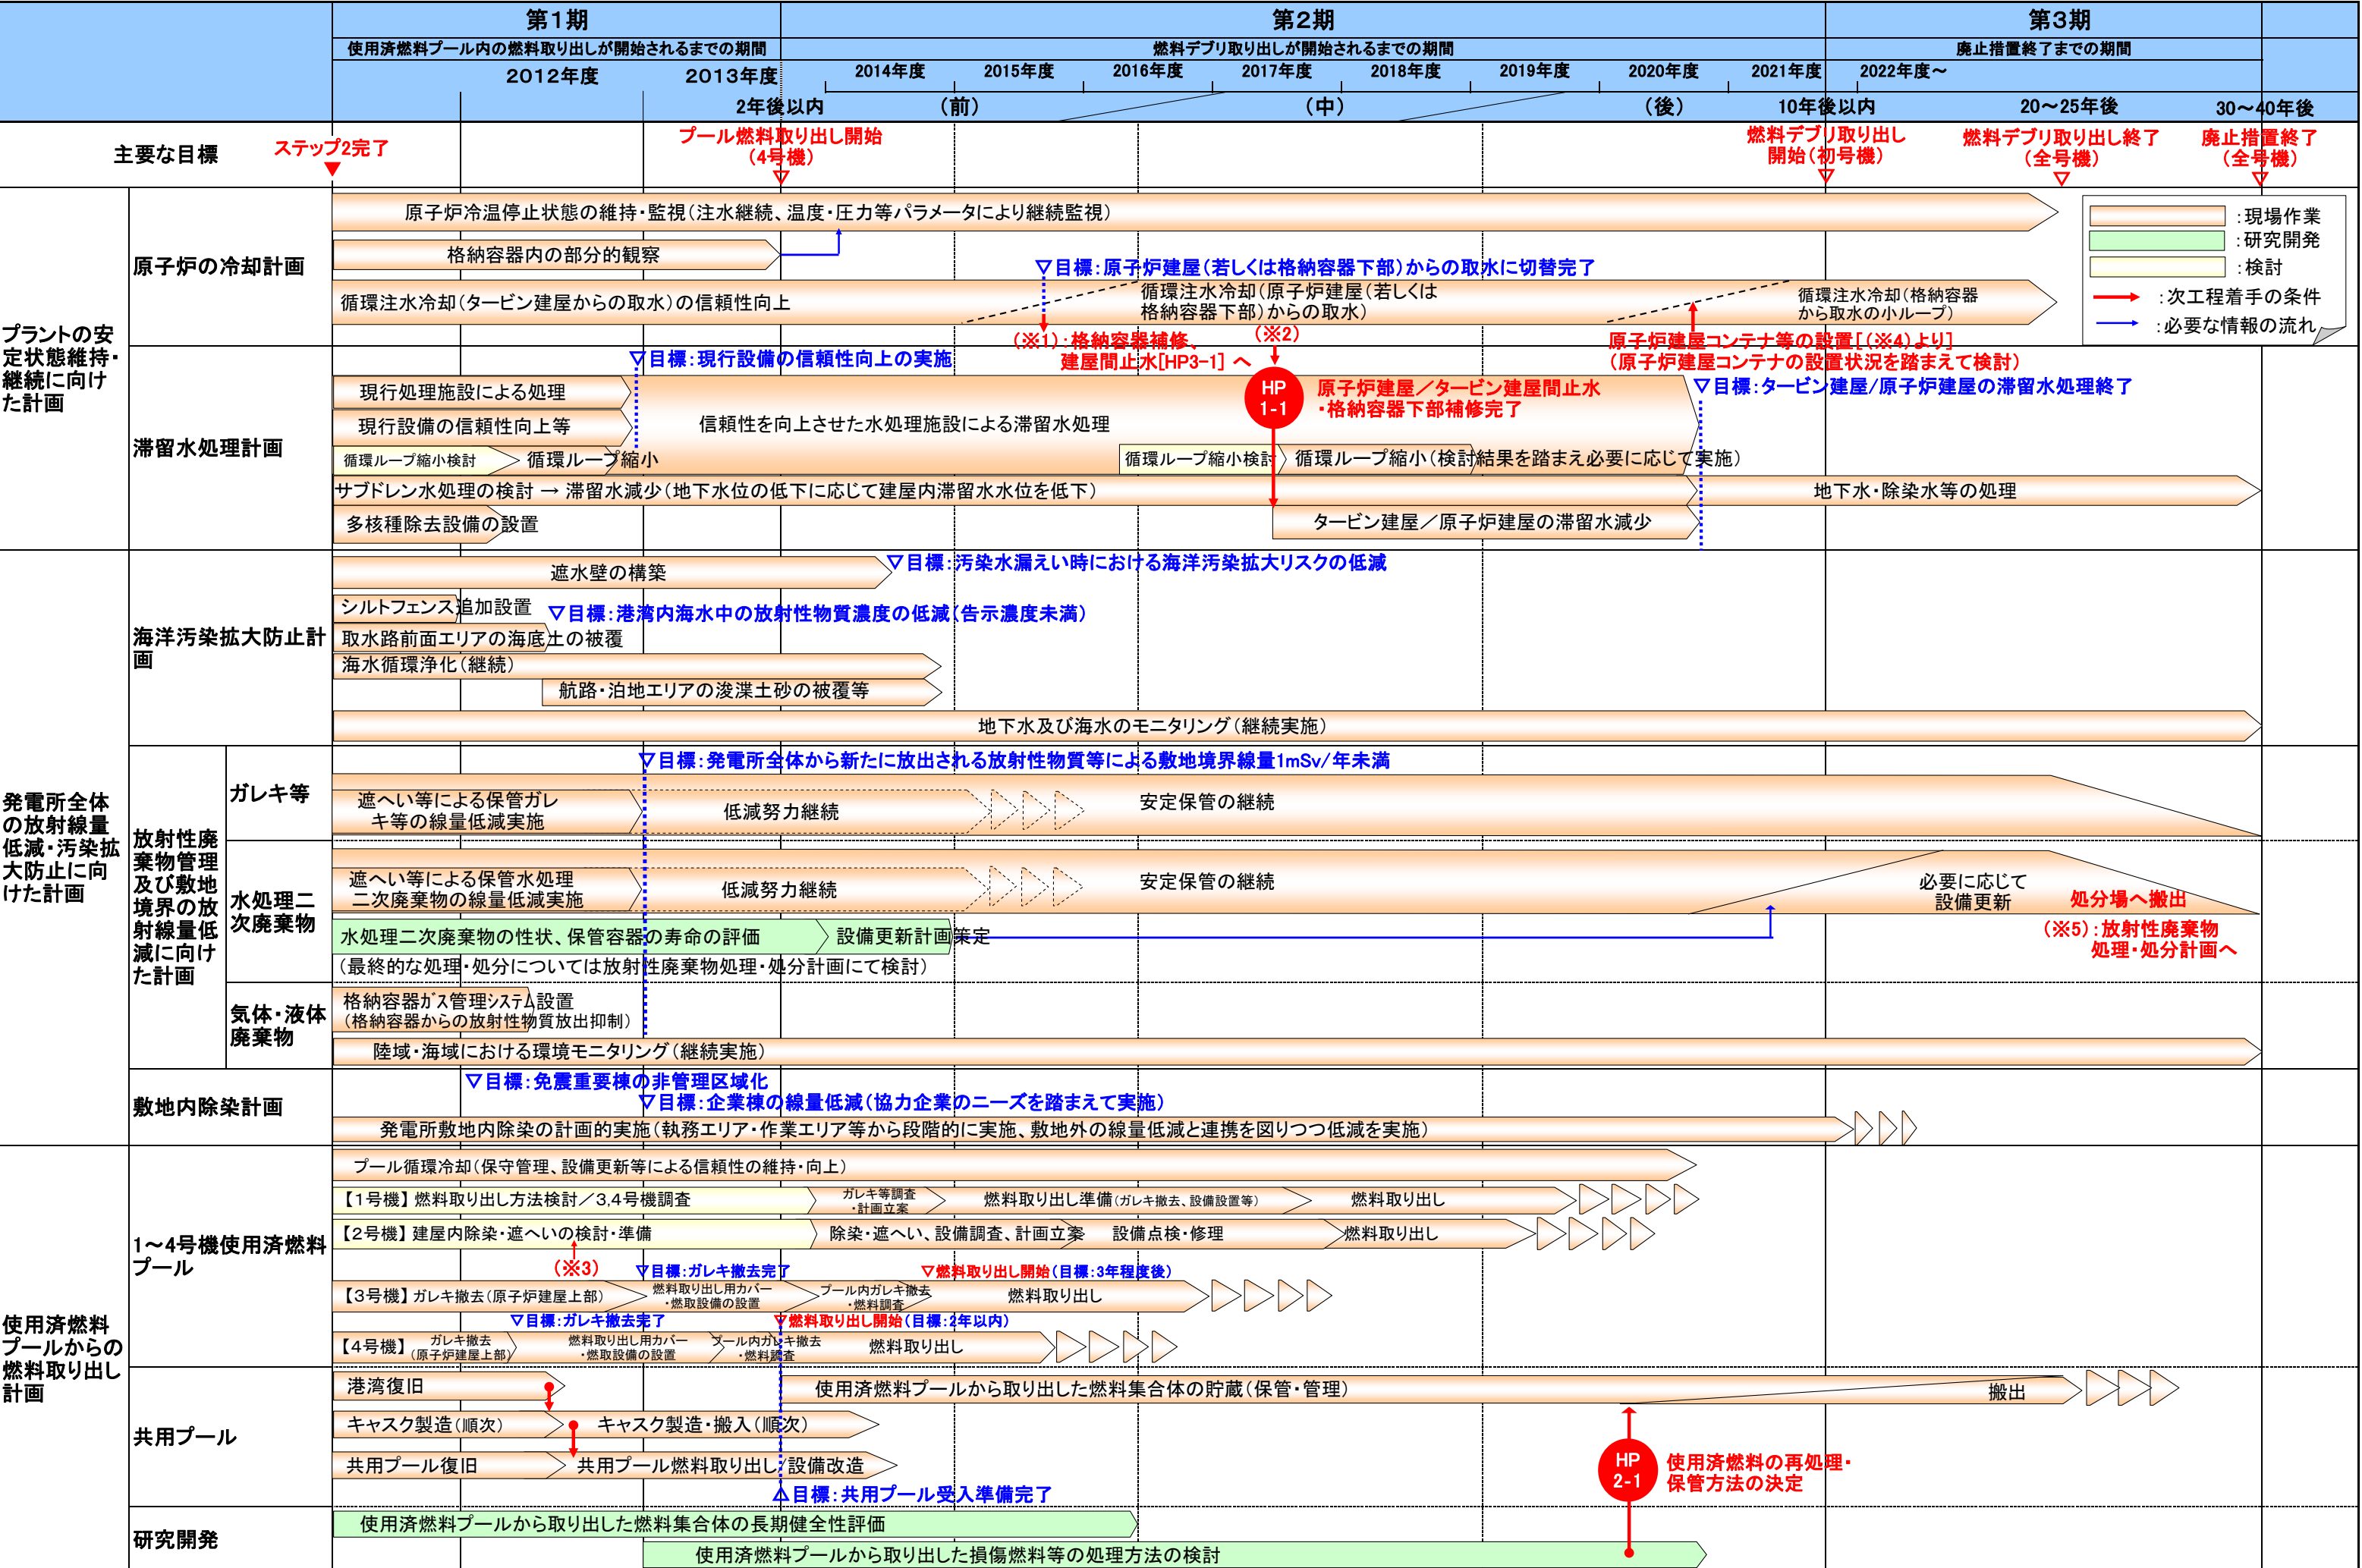 第1期
第2期
第3期
使用済燃料プール内の燃料取り出しが開始されるまでの期間
燃料デブリ取り出しが開始されるまでの期間
廃止措置終了までの期間
2012年度
2013年度
2014年度
2015年度
2016年度
2017年度
2018年度
2019年度
2020年度
2021年度
2022年度～
2年後以内
（前）
（中）
（後）
10年後以内
20～25年後
30～40年後
主要な目標
ステップ2完了
プール燃料取り出し開始
（4号機）
燃料デブリ取り出し
開始（初号機）
燃料デブリ取り出し終了
（全号機）
廃止措置終了
（全号機）
：現場作業
：研究開発
：検討
：次工程着手の条件
：必要な情報の流れ
プラントの安
定状態維持・
継続に向け
た計画
原子炉の冷却計画
原子炉冷温停止状態の維持・監視（注水継続、温度・圧力等パラメータにより継続監視）
格納容器内の部分的観察
▽目標：原子炉建屋（若しくは格納容器下部）からの取水に切替完了
循環注水冷却（タービン建屋からの取水）の信頼性向上
循環注水冷却（原子炉建屋（若しくは
格納容器下部）からの取水）
循環注水冷却（格納容器
から取水の小ループ）
（※1）：格納容器補修、
建屋間止水[HP3-1] へ
（※2）
原子炉建屋コンテナ等の設置[（※4）より]
（原子炉建屋コンテナの設置状況を踏まえて検討）
滞留水処理計画
▽目標：現行設備の信頼性向上の実施
▽目標：タービン建屋/原子炉建屋の滞留水処理終了
現行処理施設による処理
現行設備の信頼性向上等
信頼性を向上させた水処理施設による滞留水処理
HP
1-1
原子炉建屋／タービン建屋間止水
・格納容器下部補修完了
循環ループ縮小検討
循環ループ縮小
循環ループ縮小検討
循環ループ縮小（検討結果を踏まえ必要に応じて実施）
サブドレン水処理の検討 → 滞留水減少（地下水位の低下に応じて建屋内滞留水水位を低下）
地下水・除染水等の処理
多核種除去設備の設置
タービン建屋／原子炉建屋の滞留水減少
発電所全体
の放射線量
低減・汚染拡
大防止に向
けた計画
海洋汚染拡大防止計
画
遮水壁の構築
▽目標：汚染水漏えい時における海洋汚染拡大リスクの低減
シルトフェンス追加設置
▽目標：港湾内海水中の放射性物質濃度の低減（告示濃度未満）
取水路前面エリアの海底土の被覆
海水循環浄化（継続）
航路・泊地エリアの浚渫土砂の被覆等
地下水及び海水のモニタリング（継続実施）
放射性廃
棄物管理
及び敷地
境界の放
射線量低
減に向け
た計画
ガレキ等
▽目標：発電所全体から新たに放出される放射性物質等による敷地境界線量1mSv/年未満
遮へい等による保管ガレ
キ等の線量低減実施
低減努力継続
安定保管の継続
水処理二
次廃棄物
遮へい等による保管水処理
二次廃棄物の線量低減実施
低減努力継続
安定保管の継続
必要に応じて
設備更新
処分場へ搬出
水処理二次廃棄物の性状、保管容器の寿命の評価
設備更新計画策定
（※5）：放射性廃棄物
処理・処分計画へ
（最終的な処理・処分については放射性廃棄物処理・処分計画にて検討）
気体・液体
廃棄物
格納容器ｶﾞｽ管理ｼｽﾃﾑ設置
（格納容器からの放射性物質放出抑制）
陸域・海域における環境モニタリング（継続実施）
敷地内除染計画
▽目標：免震重要棟の非管理区域化
▽目標：企業棟の線量低減（協力企業のニーズを踏まえて実施）
発電所敷地内除染の計画的実施（執務エリア・作業エリア等から段階的に実施、敷地外の線量低減と連携を図りつつ低減を実施）
使用済燃料
プールからの
燃料取り出し
計画
1～4号機使用済燃料
プール
プール循環冷却（保守管理、設備更新等による信頼性の維持・向上）
【1号機】燃料取り出し方法検討／3,4号機調査
ガレキ等調査
・計画立案
燃料取り出し準備（ガレキ撤去、設備設置等）
燃料取り出し
【2号機】建屋内除染・遮へいの検討・準備
除染・遮へい、設備調査、計画立案
設備点検・修理
燃料取り出し
（※3）
▽目標：ガレキ撤去完了
▽燃料取り出し開始（目標：3年程度後）
【3号機】ガレキ撤去（原子炉建屋上部）
燃料取り出し用カバー
・燃取設備の設置
プール内ガレキ撤去
・燃料調査
燃料取り出し
▽目標：ガレキ撤去完了
▽燃料取り出し開始（目標：2年以内）
【4号機】
ガレキ撤去
（原子炉建屋上部）
燃料取り出し用カバー
・燃取設備の設置
プール内ガレキ撤去
・燃料調査
燃料取り出し
共用プール
港湾復旧
使用済燃料プールから取り出した燃料集合体の貯蔵（保管・管理）
搬出
キャスク製造（順次）
キャスク製造・搬入（順次）
共用プール復旧
共用プール燃料取り出し/設備改造
HP
2-1
使用済燃料の再処理・
保管方法の決定
△目標：共用プール受入準備完了
研究開発
使用済燃料プールから取り出した燃料集合体の長期健全性評価
使用済燃料プールから取り出した損傷燃料等の処理方法の検討